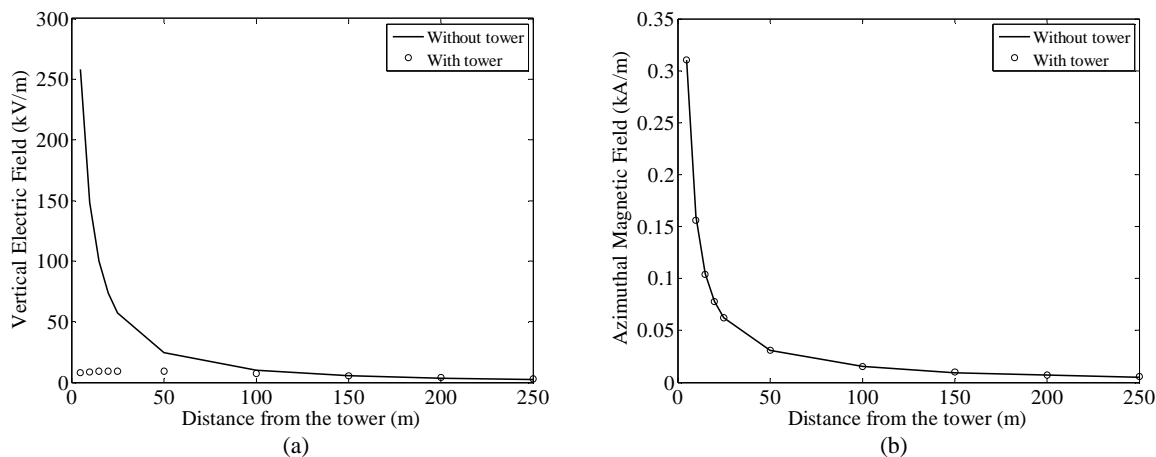 300
250
200
150
100
50
0
Vertical Electric Field (kV/m)
Without tower
With tower
0 50 100 150 200 250
Distance from the tower (m)
(a)
0.35
0.3
0.25
0.2
0.15
0.1
0.05
0
Azimuthal Magnetic Field (kA/m)
Without tower
With tower
0 50 100 150 200 250
Distance from the tower (m)
(b)